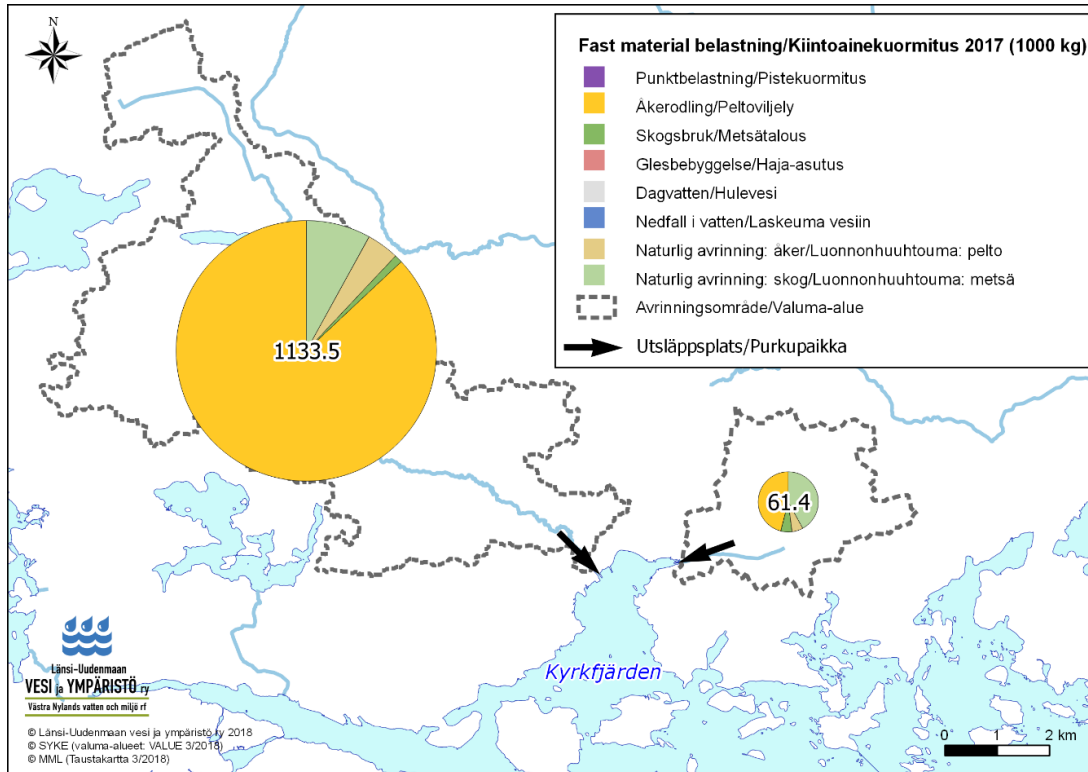 N
Fast material belastning/Kiintoainekuormitus 2017 (1000 kg)
Punktbelastning/Pistekuormitus
Åkerodling/Peltoviljely
Skogsbruk/Metsätalous
Glesbebyggelse/Haja-asutus
Dagvatten/Hulevesi
Nedfall i vatten/Laskeuma vesiin
Naturlig avrinning: åker/Luonnonhuuhtouma: pelto
Naturlig avrinning: skog/Luonnonhuuhtouma: metsä
Avrinningsområde/Valuma-alue
Utsläppsplats/Purkupaikka
1133.5
61.4
Kyrkfjärden
Länsi-Uudenmaan
VESI ja YMPÄRISTÖ ry
Västra Nylands vatten och miljö rf
© Länsi-Uudenmaan vesi ja ympäristö ry 2018
© SYKE (valuma-alueet: VALUE 3/2018)
© MML (Taustakartta 3/2018)
0 1 2 km